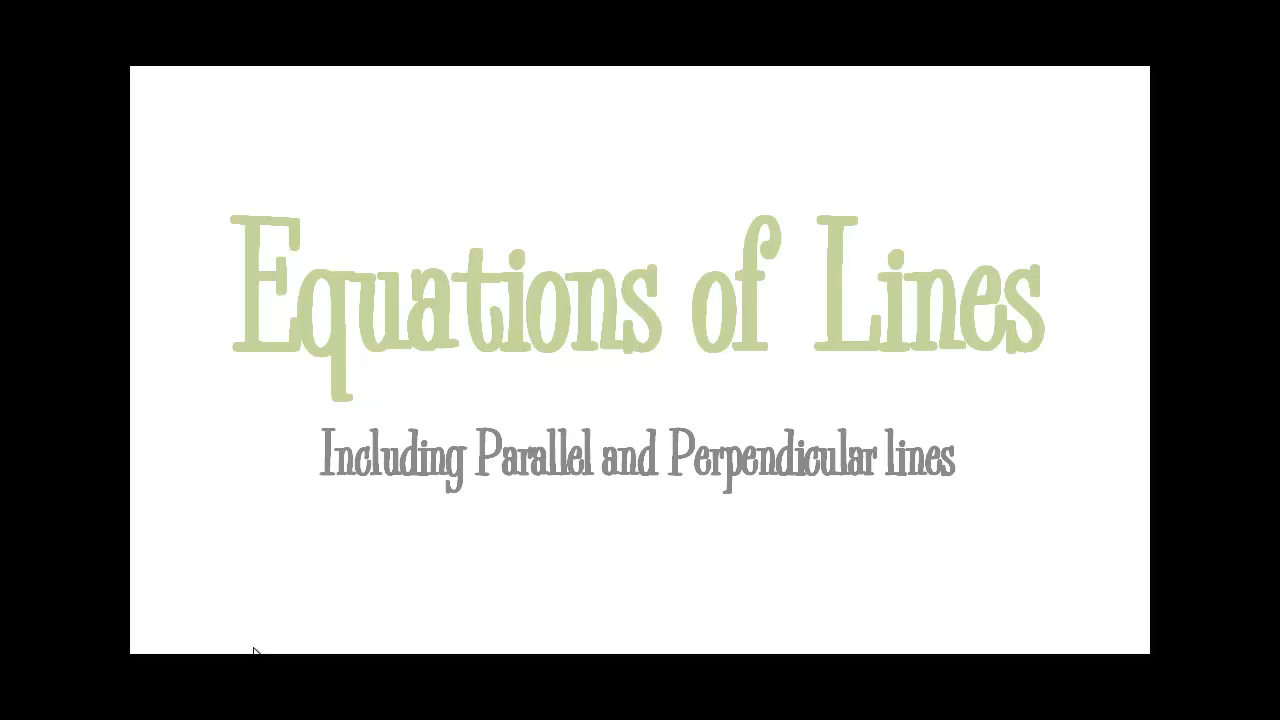 Equations of Lines
Including Parallel and Perpendicular lines